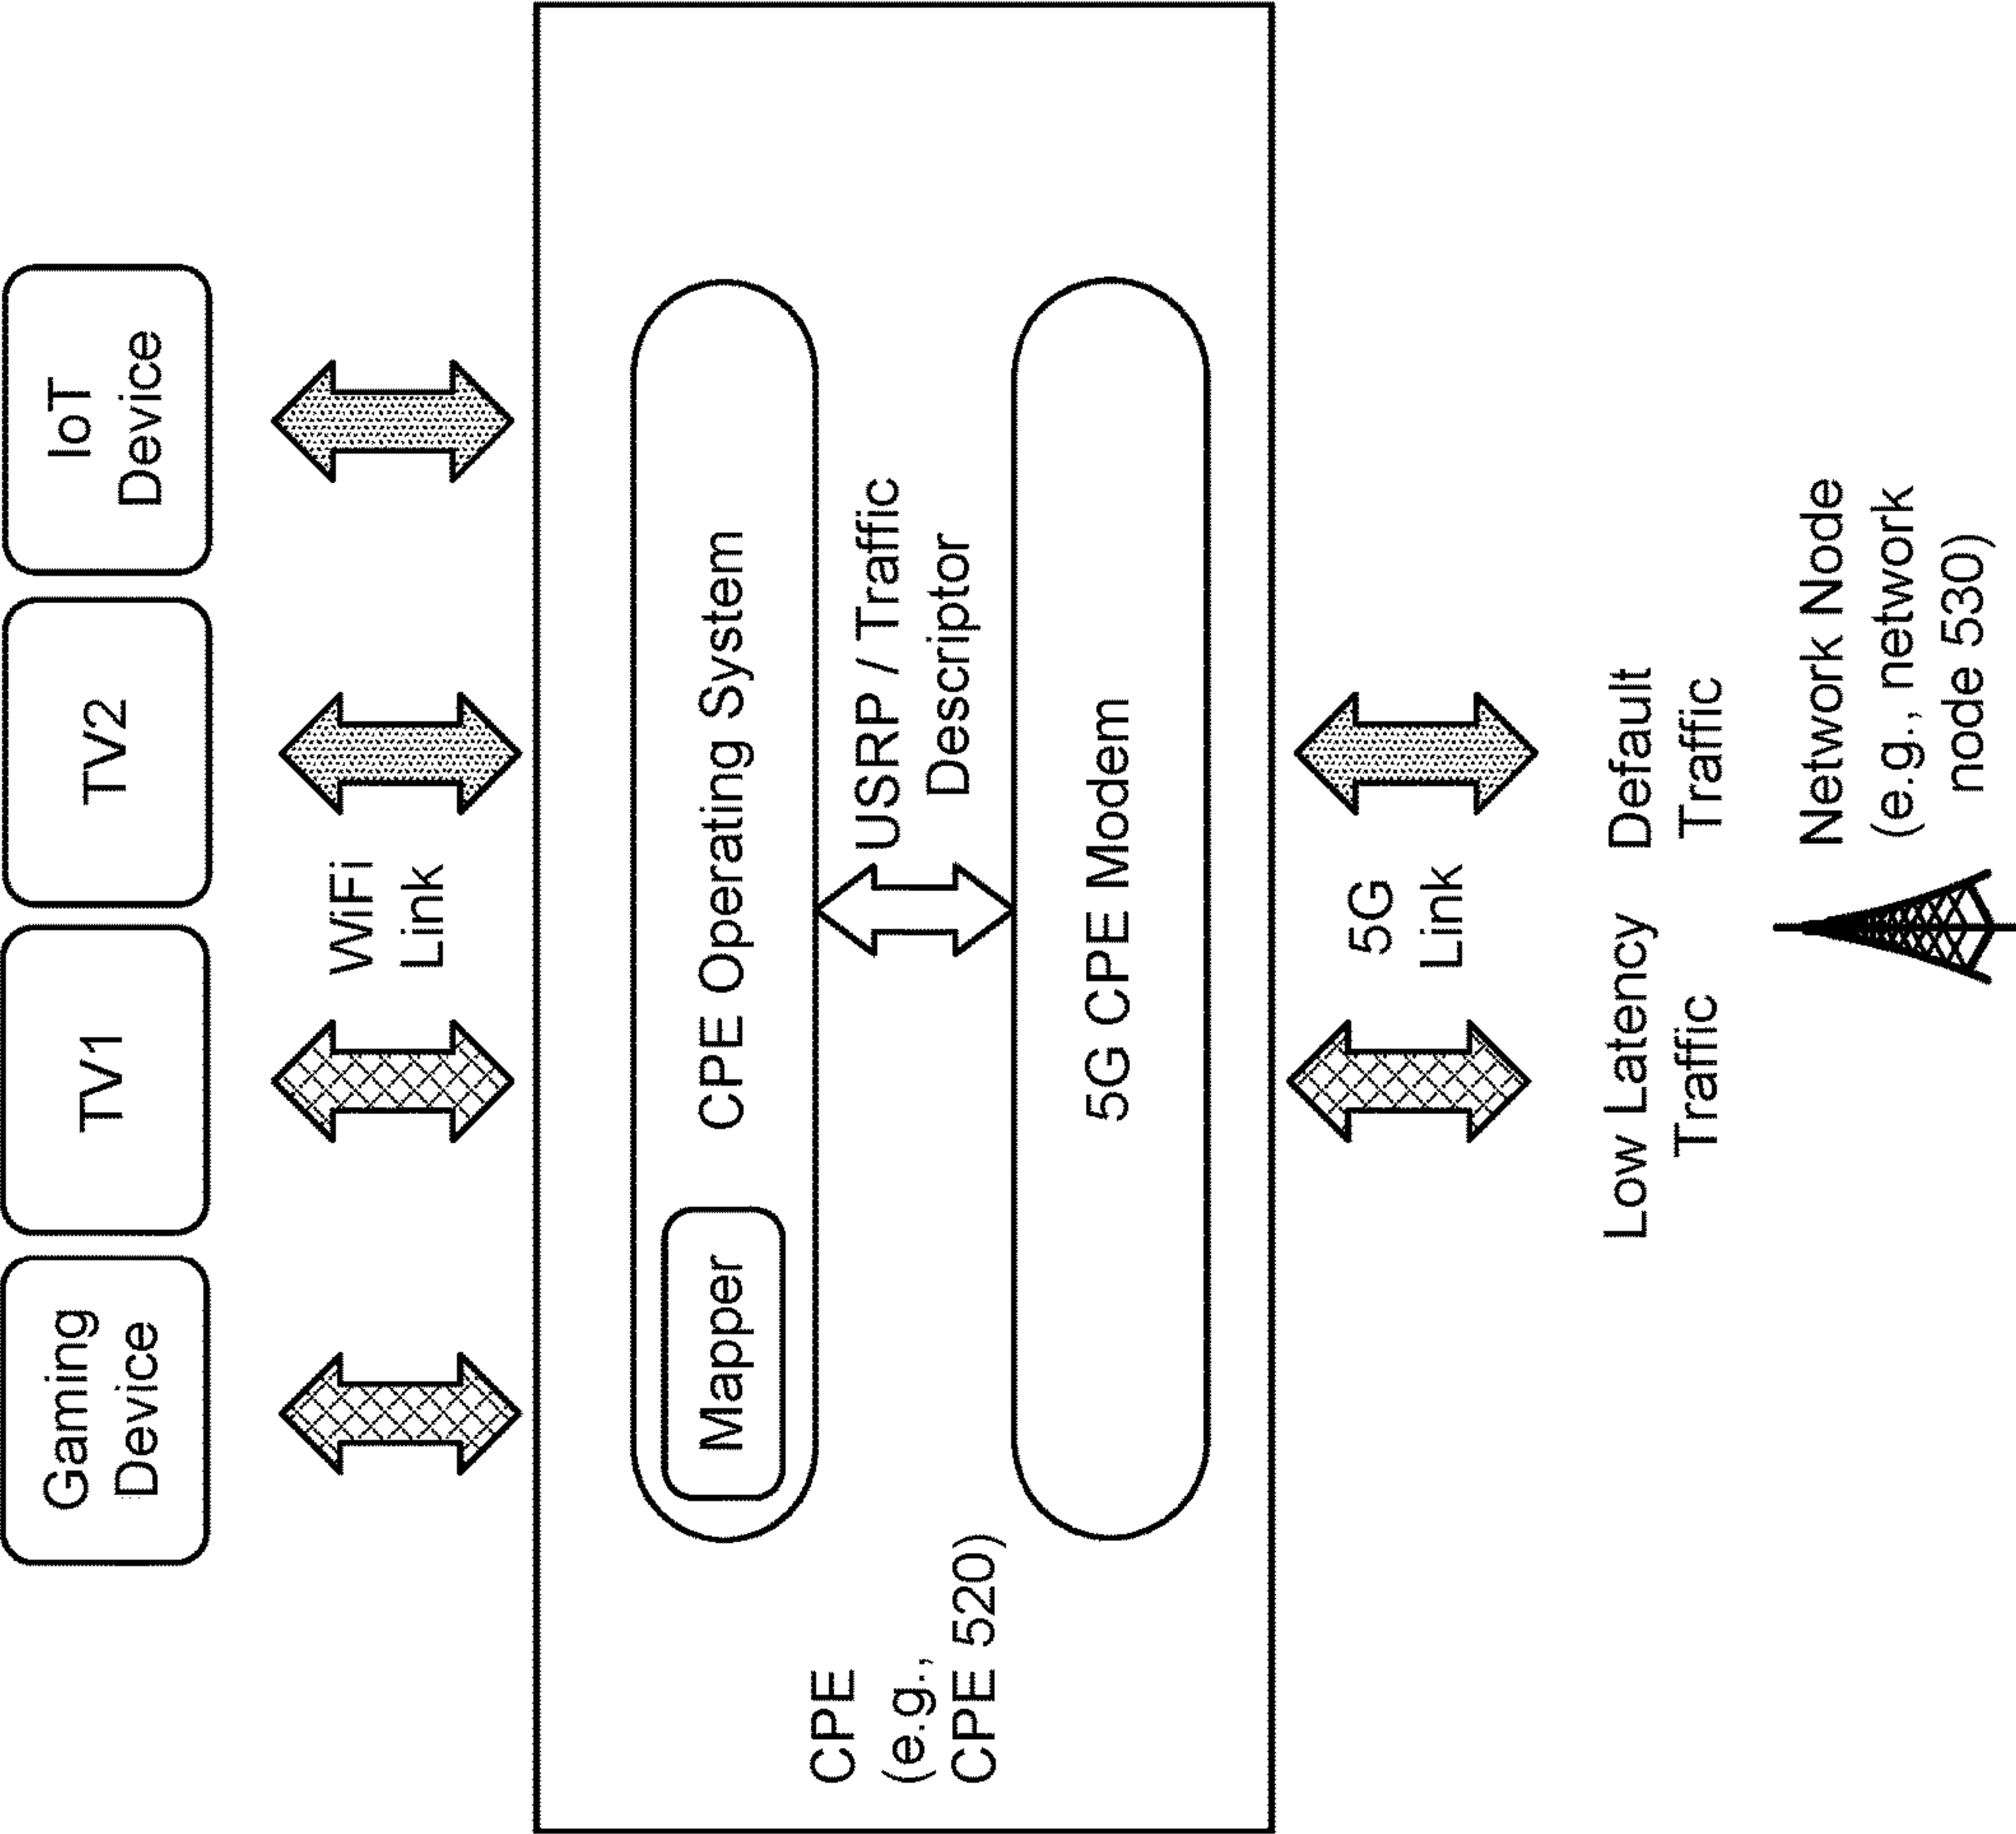 Gaming
Device
TV1
TV2
IoT
Device
WiFi
Link
Mapper
CPE Operating System
CPE
(e.g.,
CPE 520)
USRP / Traffic
Descriptor
5G CPE Modem
5G
Link
Low Latency
Traffic
Default
Traffic
Network Node
(e.g., network
node 530)